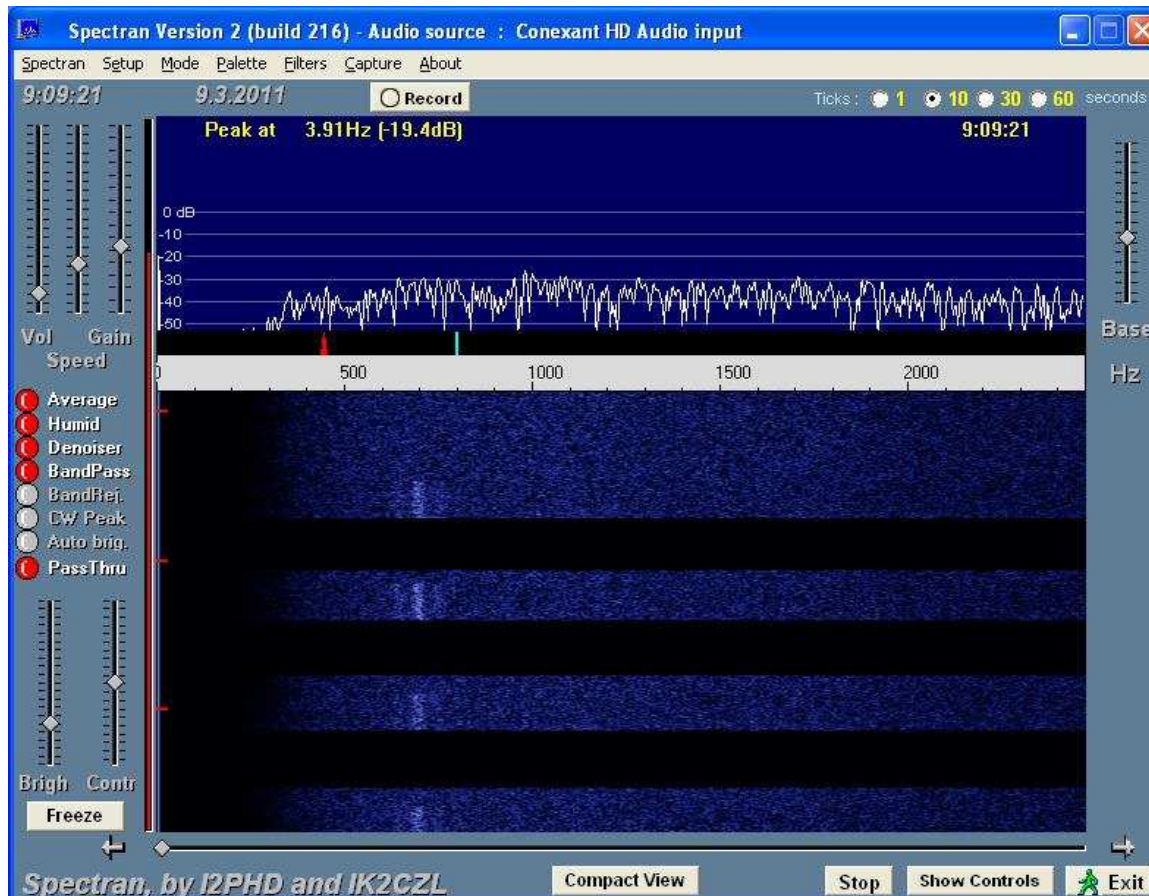 Spectran Version 2 (build 216) - Audio source : Conexant HD Audio input
Spectran Setup Mode Palette Filters Capture About
9:09:21 9.3.2011 Record Ticks: 1 10 30 60 seconds
Peak at 3.91Hz (-19.4dB) 9:09:21
0 dB
-10
-20
-30
-40
-50
Vol Gain
Speed
Base
0 500 1000 1500 2000 Hz
Average
Humid
Denoiser
BandPass
BandRej.
CW Peak
Auto brig.
PassThru
Brigh Contr
Freeze
Spectran, by I2PHD and IK2CZL Compact View Stop Show Controls Exit